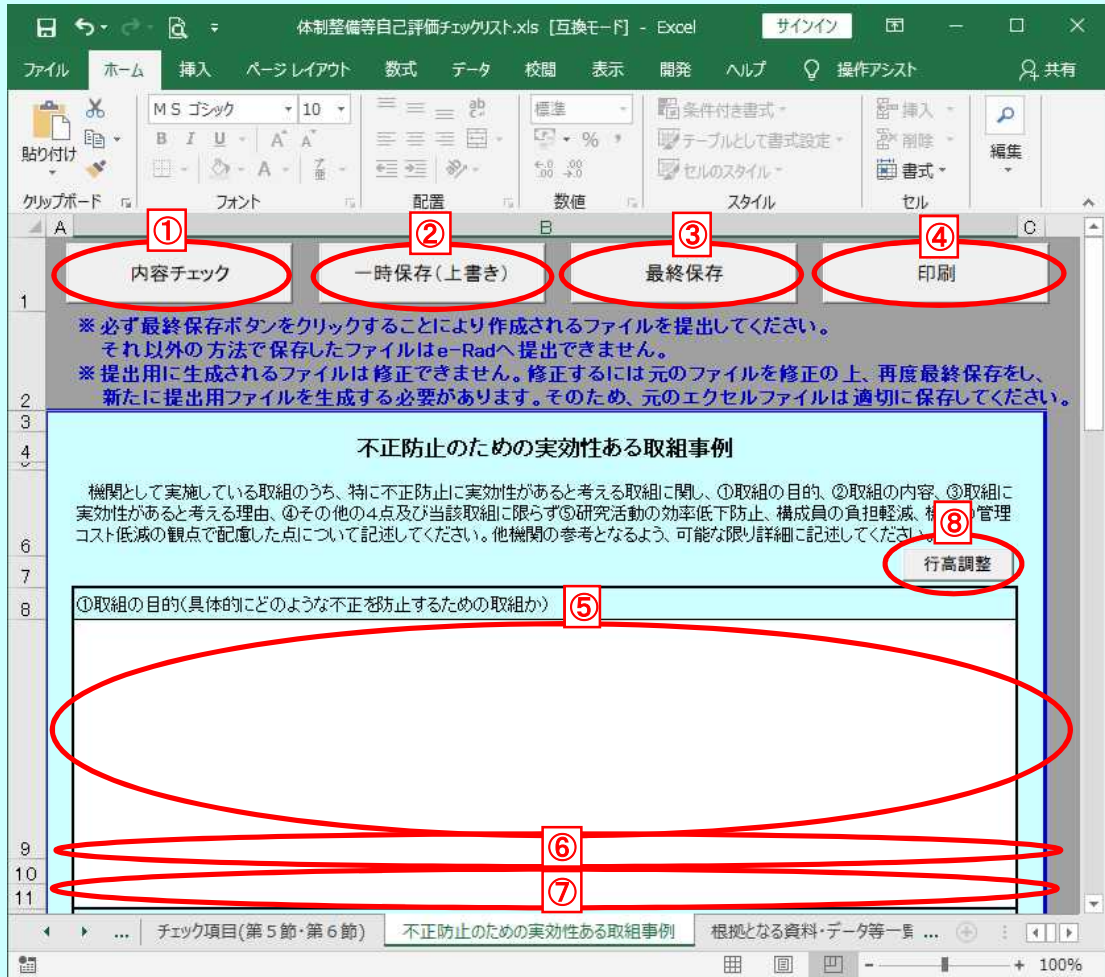 体制整備等自己評価チェックリスト.xls [互換モード] - Excel サインイン
ファイル ホーム 挿入 ページ レイアウト 数式 データ 校閲 表示 開発 ヘルプ 操作アシスト 共有
貼り付け MS ゴシック 10 標準 条件付き書式 挿入
B I U A A % , テーブルとして書式設定 削除 編集
A セルのスタイル 書式
クリップボード フォント 配置 数値 スタイル セル
A B C
① ② ③ ④
内容チェック 一時保存(上書き) 最終保存 印刷
1
※必ず最終保存ボタンをクリックすることにより作成されるファイルを提出してください。
それ以外の方法で保存したファイルはe-Radへ提出できません。
※提出用に生成されるファイルは修正できません。修正するには元のファイルを修正の上、再度最終保存をし、
2 新たに提出用ファイルを生成する必要があります。そのため、元のエクセルファイルは適切に保存してください。
3
4 不正防止のための実効性ある取組事例
機関として実施している取組のうち、特に不正防止に実効性があると考える取組に関し、①取組の目的、②取組の内容、③取組に
実効性があると考える理由、④その他の4点及び当該取組に限らず⑤研究活動の効率低下防止、構成員の負担軽減、管理
6 コスト低減の観点で配慮した点について記述してください。他機関の参考となるよう、可能な限り詳細に記述してください。
⑧
7 行高調整
8 ①取組の目的(具体的にどのような不正を防止するための取組か)
⑤
9 ⑥
10
11 ⑦
... チェック項目(第5節・第6節) 不正防止のための実効性ある取組事例 根拠となる資料・データ等一 ...
100%